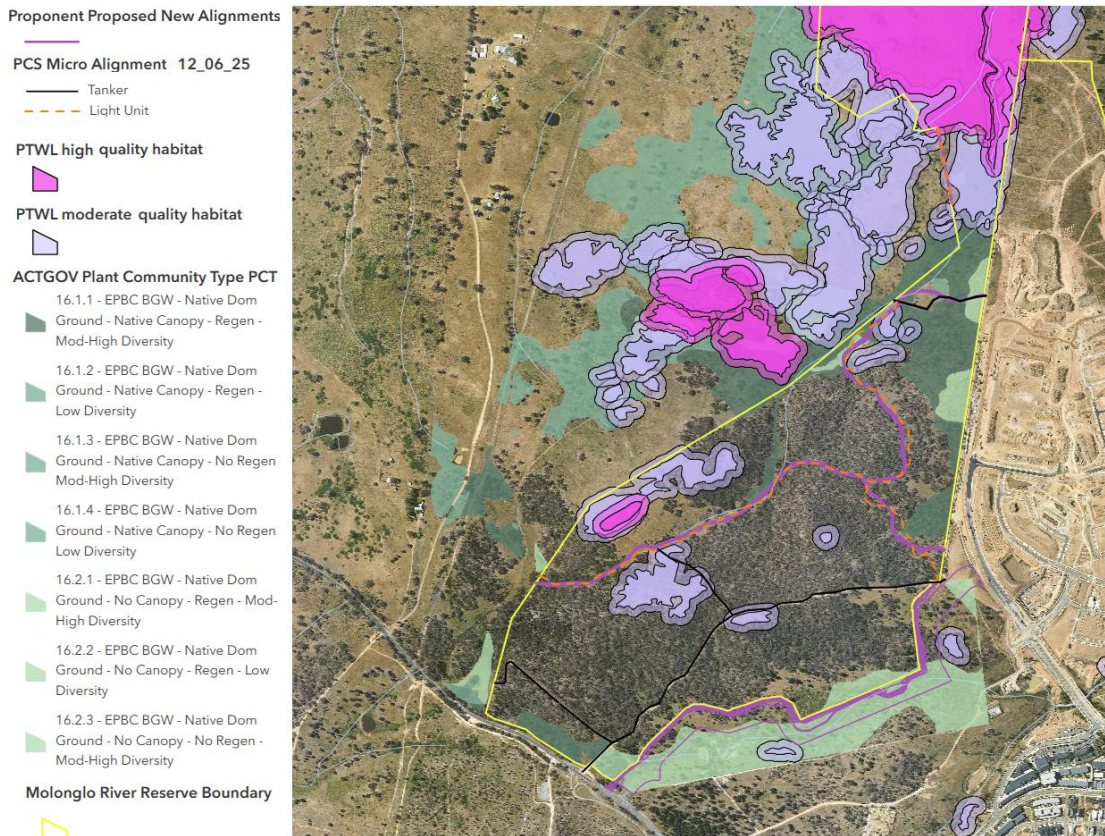 Proponent Proposed New Alignments
PCS Micro Alignment 12_06_25
Tanker
Light Unit
PTWL high quality habitat
PTWL moderate quality habitat
ACTGOV Plant Community Type PCT
16.1.1 - EPBC BGW - Native Dom
Ground - Native Canopy - Regen -
Mod-High Diversity
16.1.2 - EPBC BGW - Native Dom
Ground - Native Canopy - Regen -
Low Diversity
16.1.3 - EPBC BGW - Native Dom
Ground - Native Canopy - No Regen
Mod-High Diversity
16.1.4 - EPBC BGW - Native Dom
Ground - Native Canopy - No Regen
Low Diversity
16.2.1 - EPBC BGW - Native Dom
Ground - No Canopy - Regen - Mod-
High Diversity
16.2.2 - EPBC BGW - Native Dom
Ground - No Canopy - Regen - Low
Diversity
16.2.3 - EPBC BGW - Native Dom
Ground - No Canopy - No Regen -
Mod-High Diversity
Molonglo River Reserve Boundary